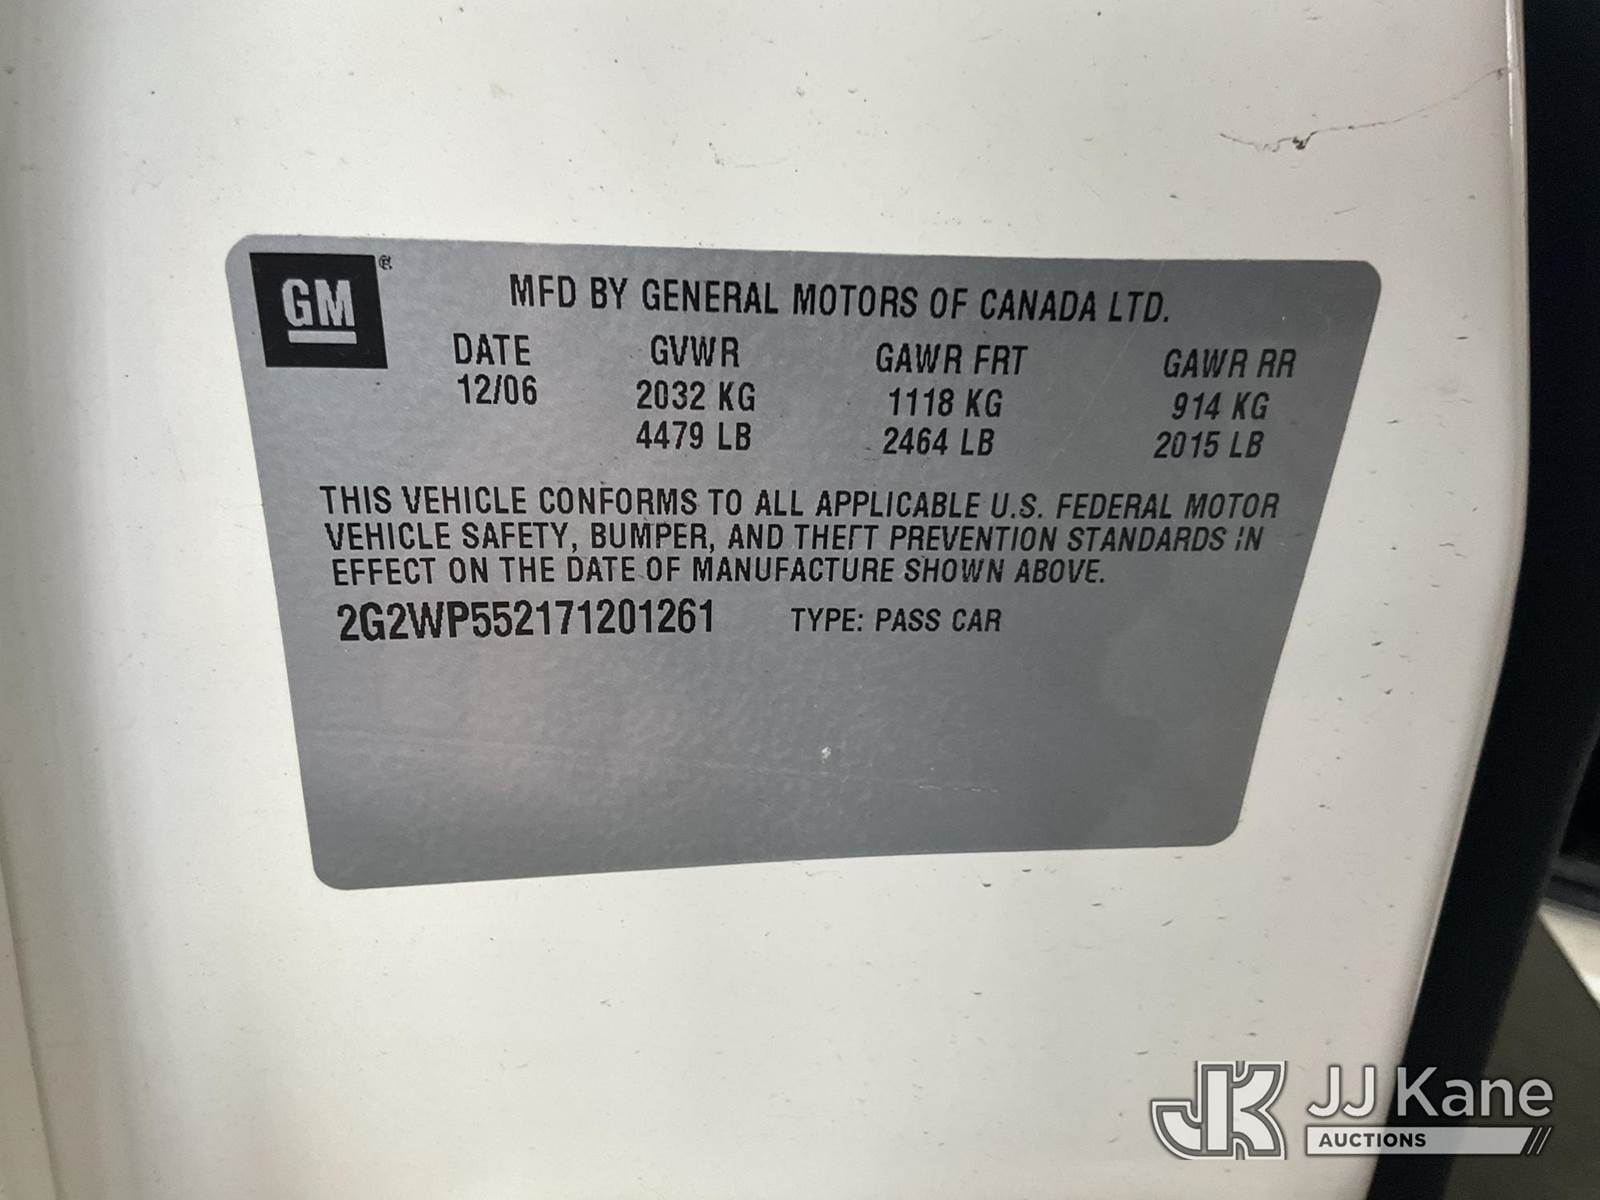 GM
MFD BY GENERAL MOTORS OF CANADA LTD.
DATE GVWR GAWR FRT GAWR RR
12/06 2032 KG 1118 KG 914 KG
4479 LB 2464 LB 2015 LB
THIS VEHICLE CONFORMS TO ALL APPLICABLE U.S. FEDERAL MOTOR
VEHICLE SAFETY, BUMPER, AND THEFT PREVENTION STANDARDS IN
EFFECT ON THE DATE OF MANUFACTURE SHOWN ABOVE.
2G2WP552171201261 TYPE: PASS CAR
JK JJ Kane
AUCTIONS